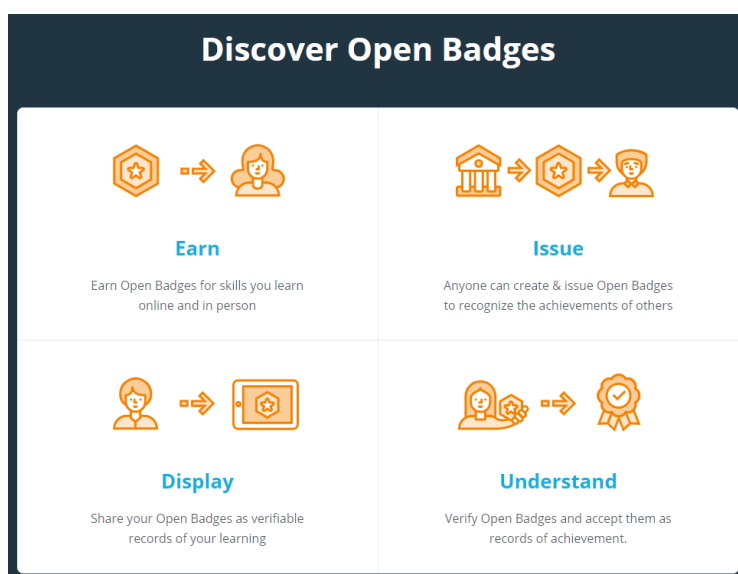 Discover Open Badges
Earn
Earn Open Badges for skills you learn
online and in person
Issue
Anyone can create & issue Open Badges
to recognize the achievements of others
Display
Share your Open Badges as verifiable
records of your learning
Understand
Verify Open Badges and accept them as
records of achievement.